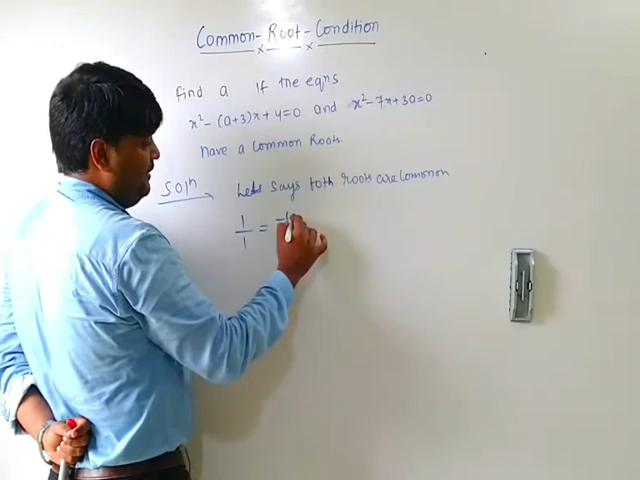 Common - Root - Condition
find a if the eqns
x² - (a+3)x + 4 = 0 and x² - 7x + 3a = 0
have a Common Roots
Soln Lets says both roots are Common
1/1 =